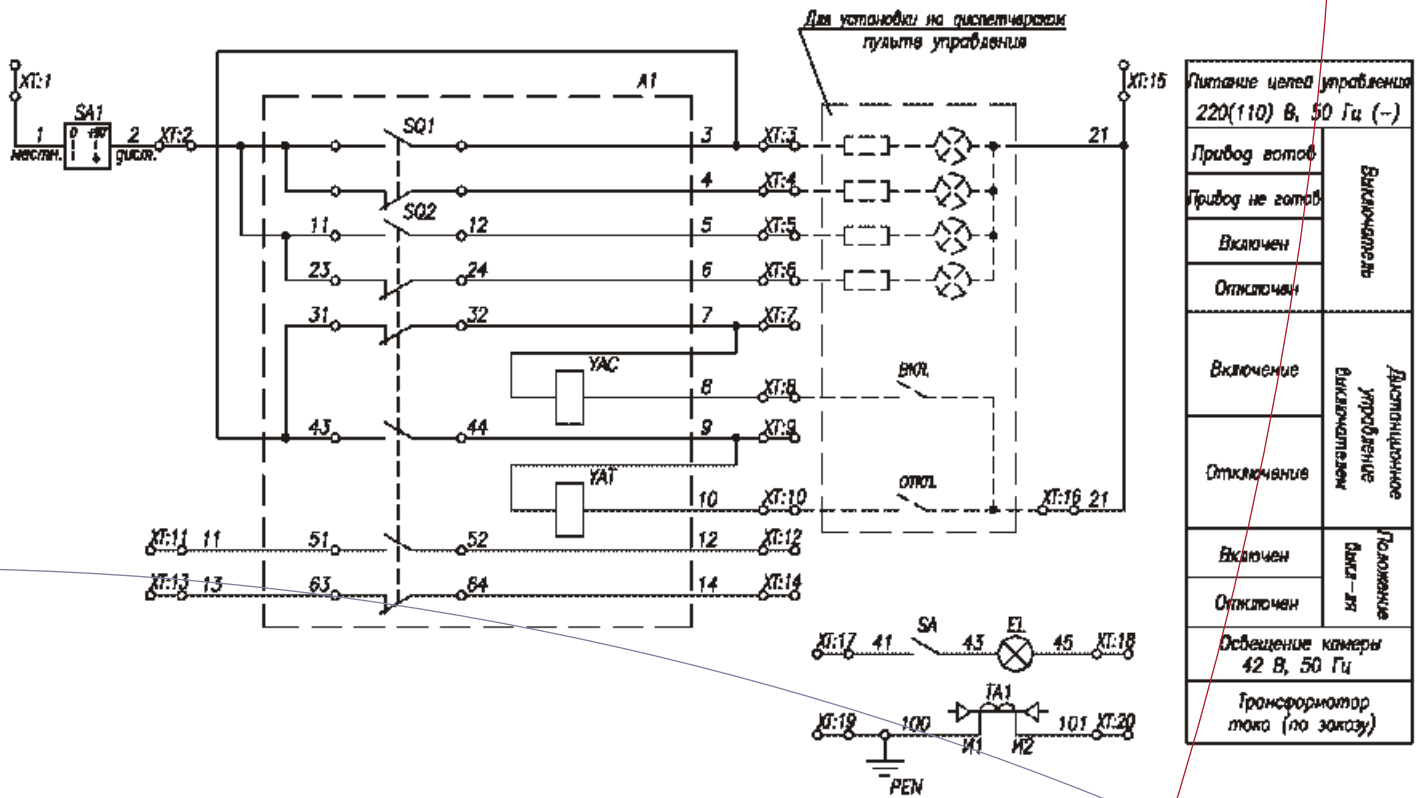 Для установки на диспетчерском
пульте управления
XT:1
SA1
0
+90°
1
2
местн.
дист.
XT:2
A1
SQ1
3
XT:3
4
XT:4
SQ2
11
12
5
XT:5
23
24
6
XT:6
31
32
7
XT:7
YAC
8
XT:8
ВКЛ.
43
44
9
XT:9
YAT
10
XT:10
ОТКЛ.
XT:16
21
XT:11
11
51
52
12
XT:12
XT:13
13
63
64
14
XT:14
21
XT:15
XT:17
41
SA
43
EL
45
XT:18
TA1
XT:19
100
И1
И2
101
XT:20
PEN
Питание цепей управления
220(110) В, 50 Гц (~)
Привод готов
Привод не готов
Включен
Отключен
Выключатель
Включение
Отключение
Дистанционное
управление
выключателем
Включен
Отключен
Положение
выкл-ля
Освещение камеры
42 В, 50 Гц
Трансформатор
тока (по заказу)